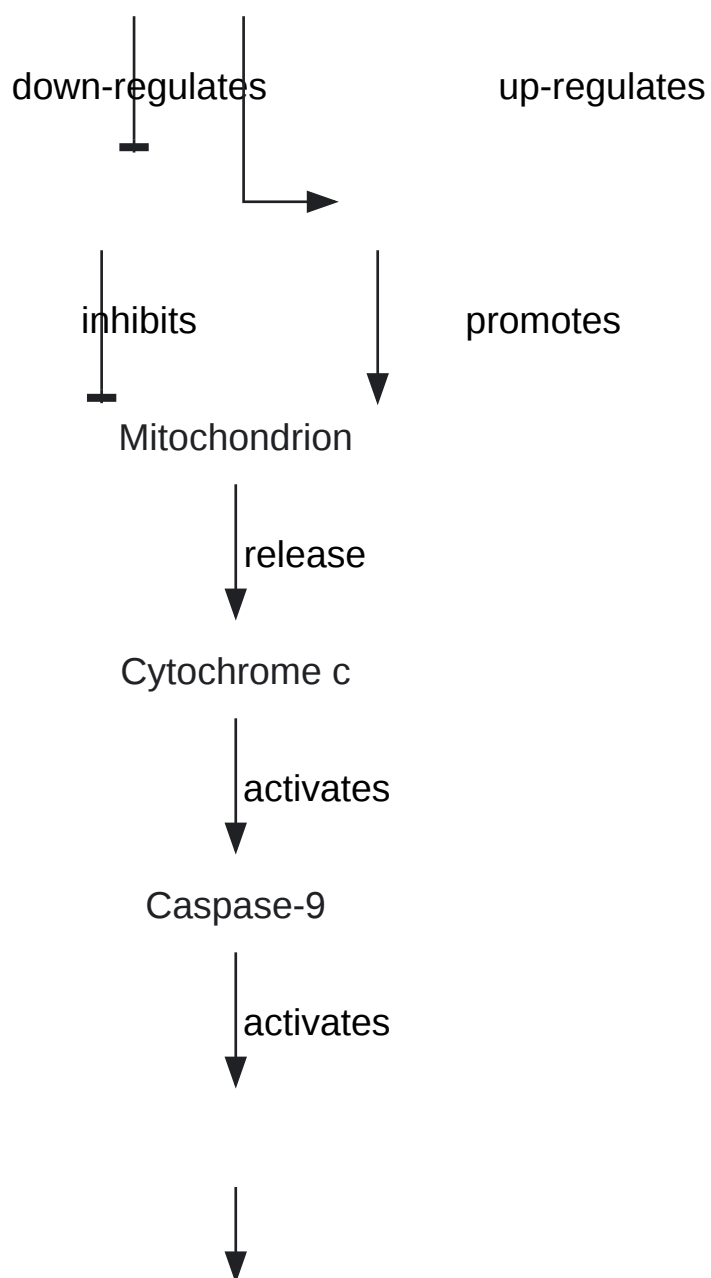 down-regulates up-regulates
inhibits promotes
Mitochondrion
release
Cytochrome c
activates
Caspase-9
activates